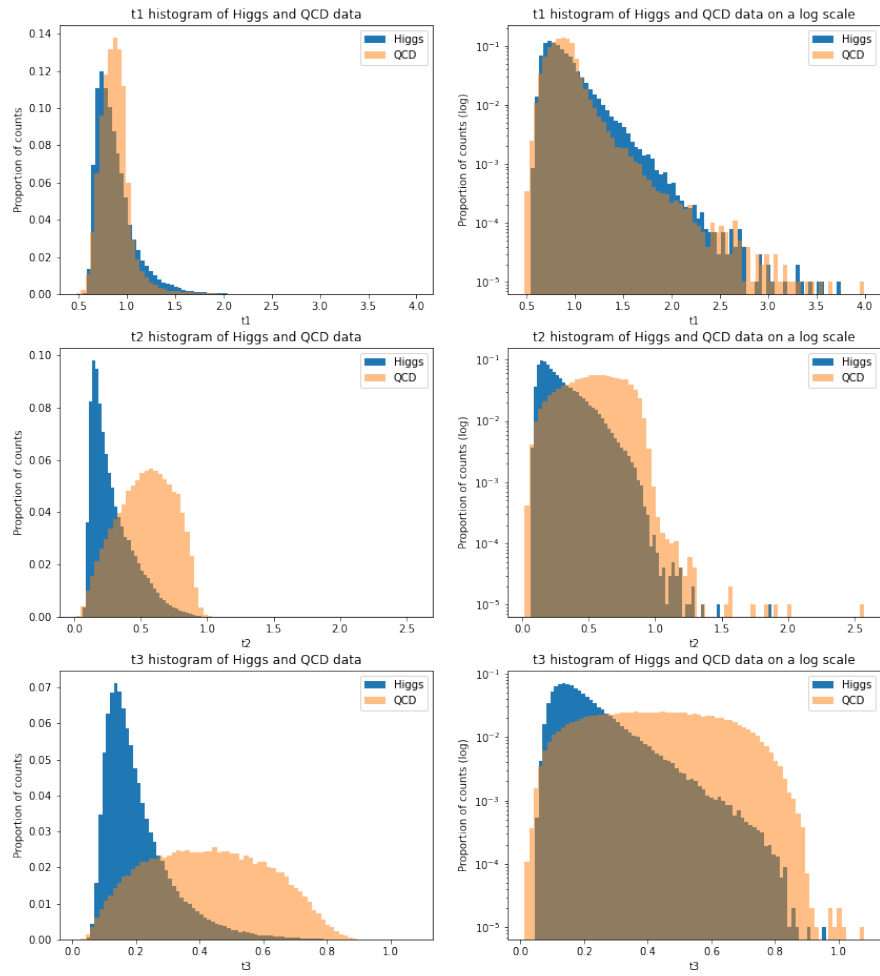 t1 histogram of Higgs and QCD data
Proportion of counts
0.14
0.12
0.10
0.08
0.06
0.04
0.02
0.00
Higgs
QCD
0.5 1.0 1.5 2.0 2.5 3.0 3.5 4.0
t1
t1 histogram of Higgs and QCD data on a log scale
Proportion of counts (log)
10⁻¹
10⁻²
10⁻³
10⁻⁴
10⁻⁵
Higgs
QCD
0.5 1.0 1.5 2.0 2.5 3.0 3.5 4.0
t1
t2 histogram of Higgs and QCD data
Proportion of counts
0.10
0.08
0.06
0.04
0.02
0.00
Higgs
QCD
0.0 0.5 1.0 1.5 2.0 2.5
t2
t2 histogram of Higgs and QCD data on a log scale
Proportion of counts (log)
10⁻¹
10⁻²
10⁻³
10⁻⁴
10⁻⁵
Higgs
QCD
0.0 0.5 1.0 1.5 2.0 2.5
t2
t3 histogram of Higgs and QCD data
Proportion of counts
0.07
0.06
0.05
0.04
0.03
0.02
0.01
0.00
Higgs
QCD
0.0 0.2 0.4 0.6 0.8 1.0
t3
t3 histogram of Higgs and QCD data on a log scale
Proportion of counts (log)
10⁻¹
10⁻²
10⁻³
10⁻⁴
10⁻⁵
Higgs
QCD
0.0 0.2 0.4 0.6 0.8 1.0
t3